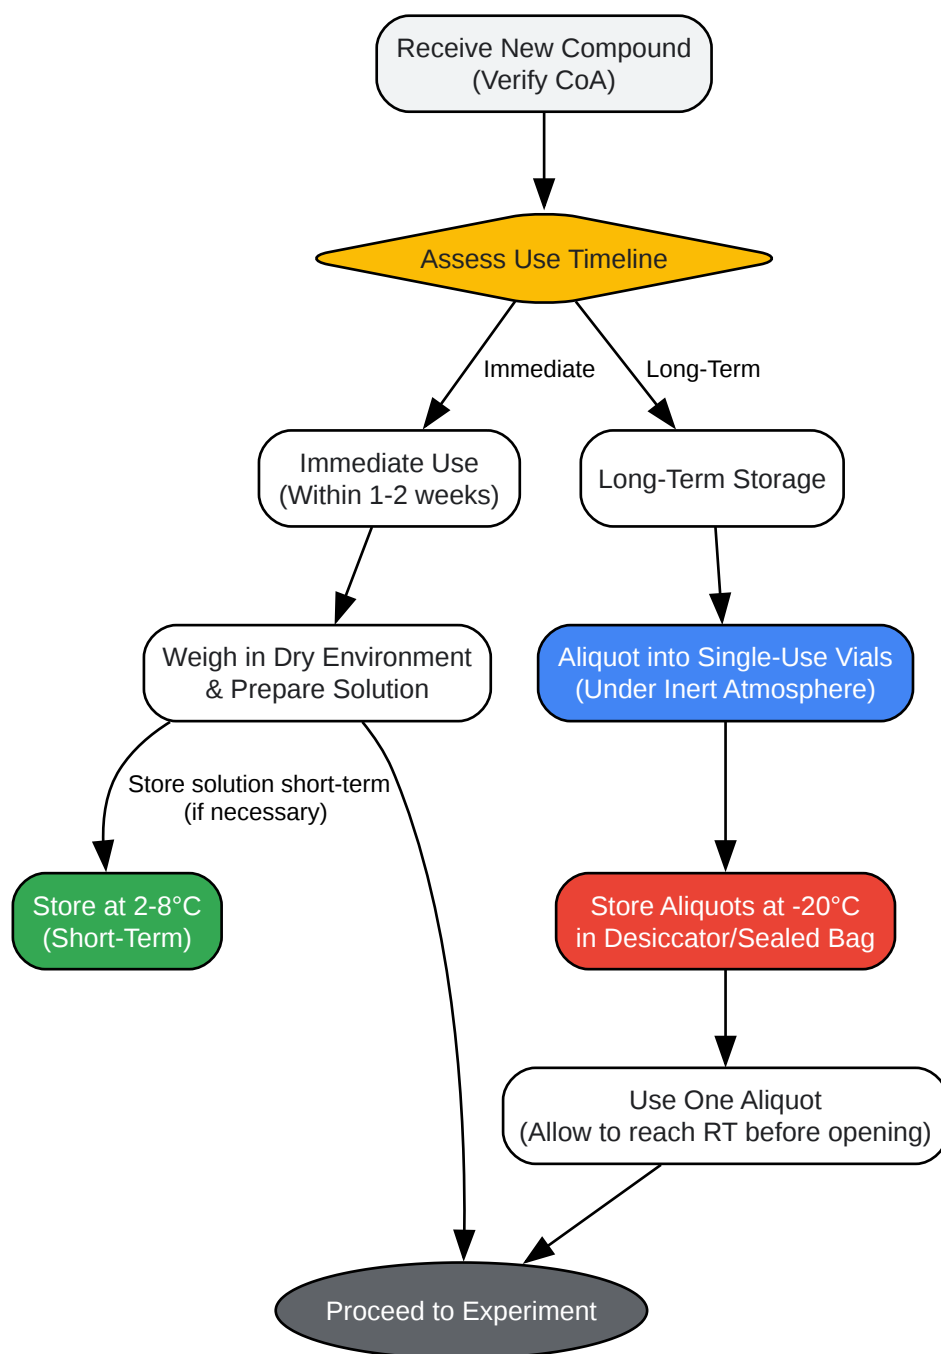 Receive New Compound
(Verify CoA)
Assess Use Timeline
Immediate
Long-Term
Immediate Use
(Within 1-2 weeks)
Long-Term Storage
Weigh in Dry Environment
& Prepare Solution
Aliquot into Single-Use Vials
(Under Inert Atmosphere)
Store solution short-term
(if necessary)
Store at 2-8°C
(Short-Term)
Store Aliquots at -20°C
in Desiccator/Sealed Bag
Use One Aliquot
(Allow to reach RT before opening)
Proceed to Experiment